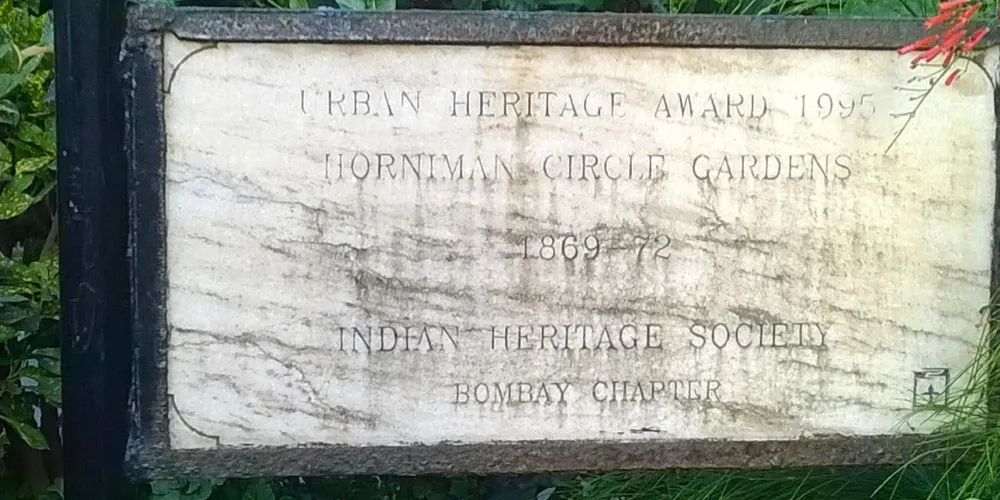 URBAN HERITAGE AWARD 1995
HORNIMAN CIRCLE GARDENS
1869-72
INDIAN HERITAGE SOCIETY
BOMBAY CHAPTER